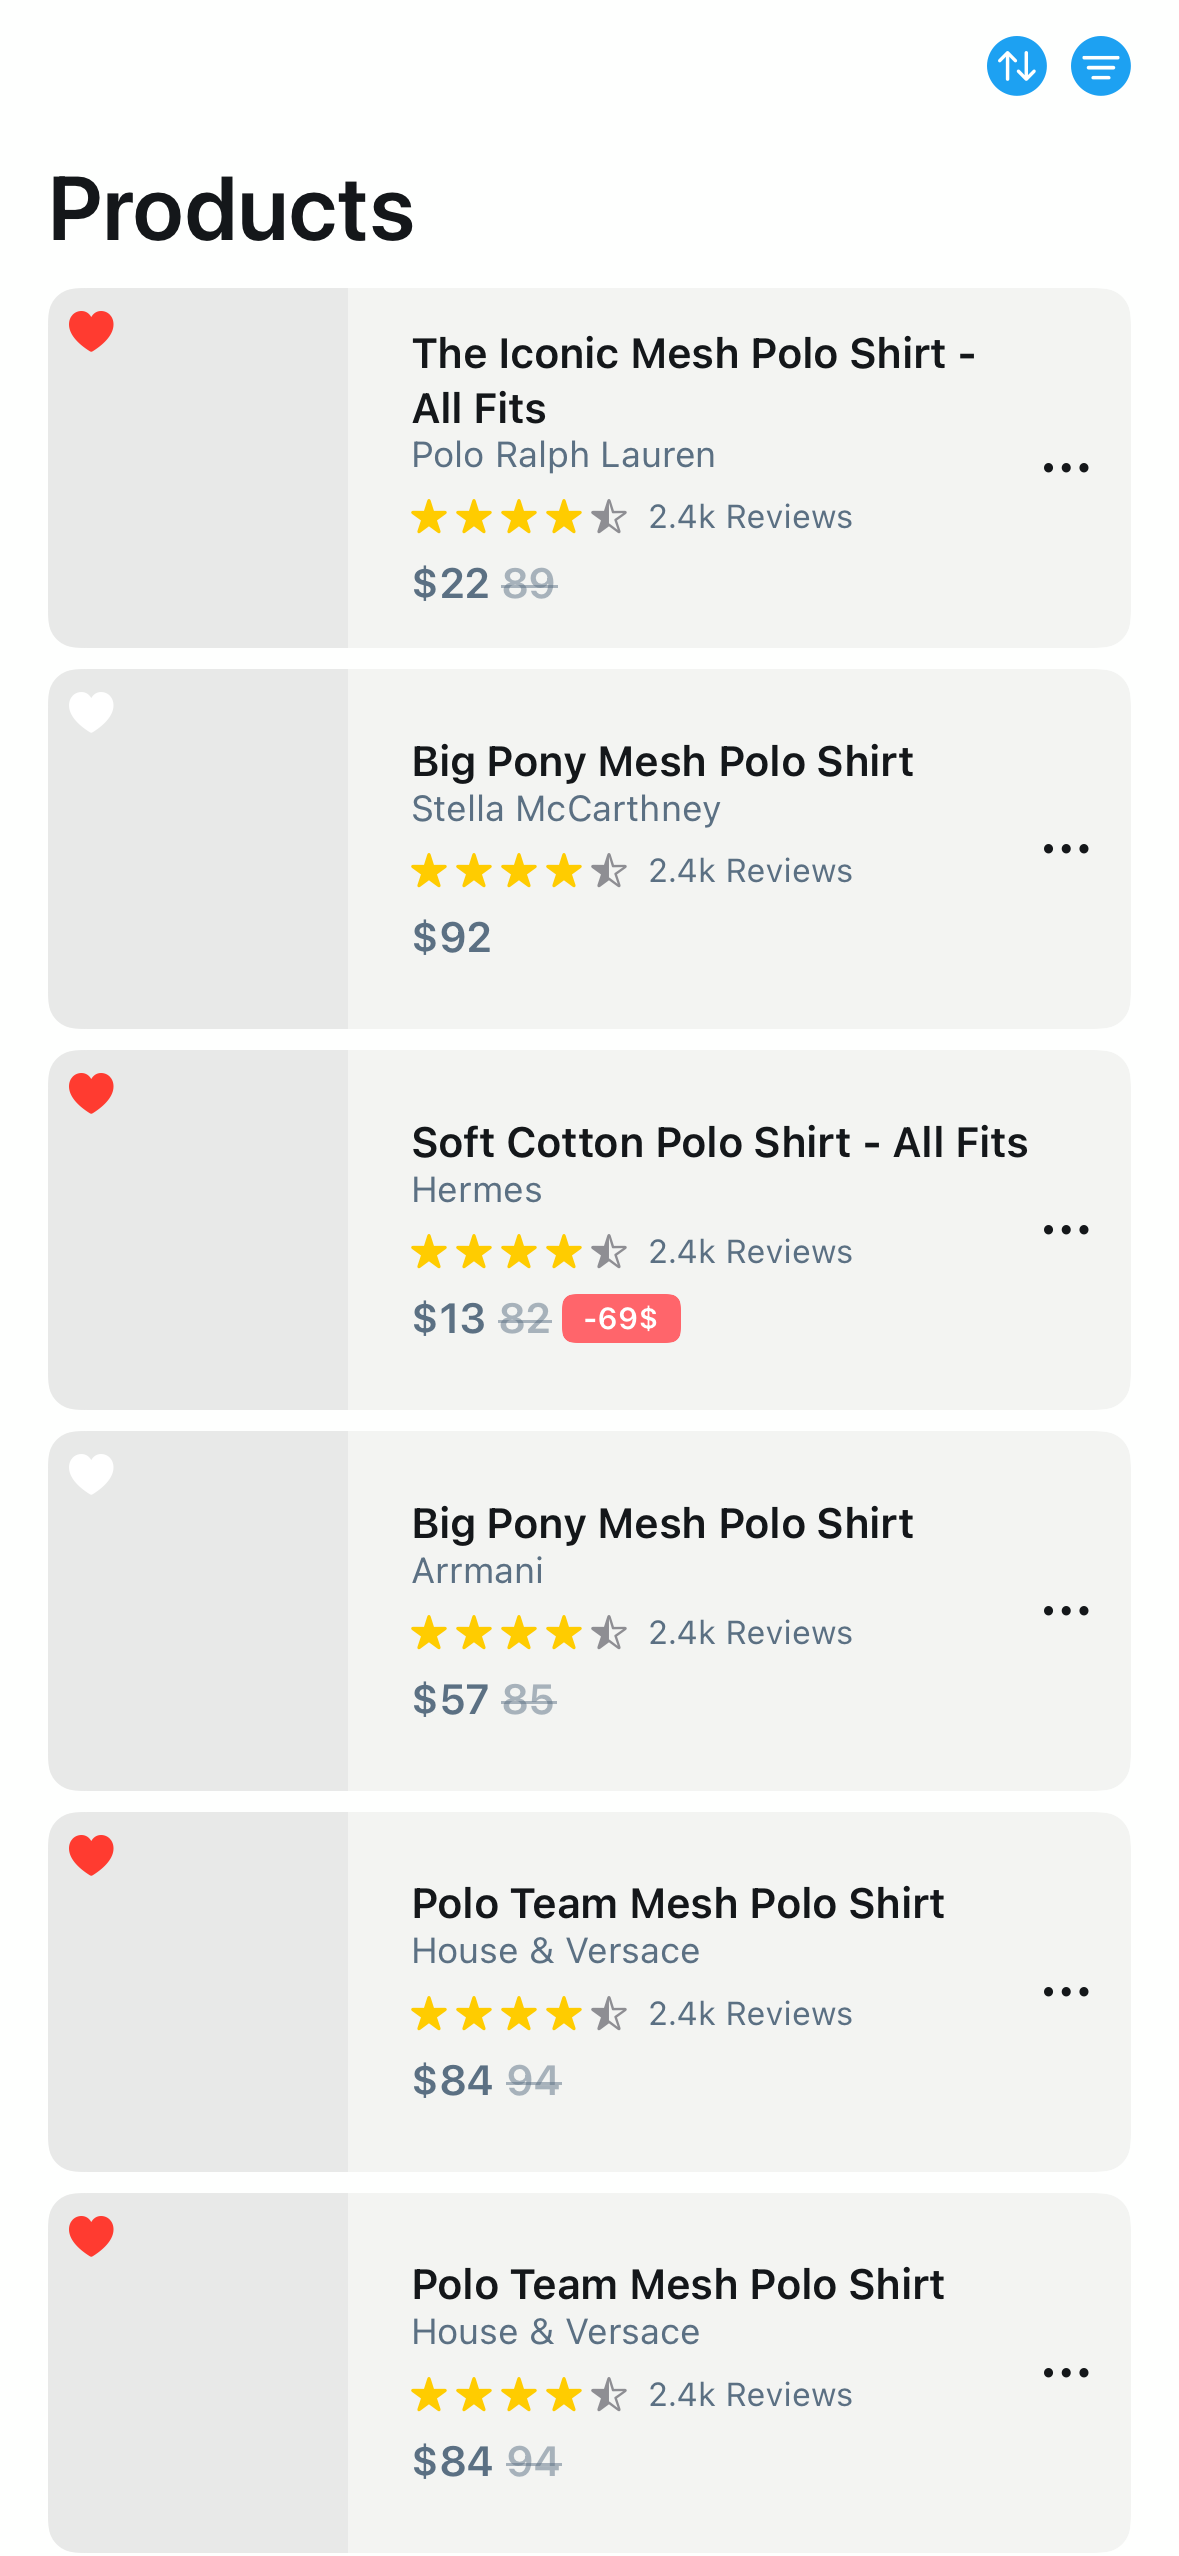 Products
The Iconic Mesh Polo Shirt -
All Fits
Polo Ralph Lauren
2.4k Reviews
$22 89
Big Pony Mesh Polo Shirt
Stella McCarthney
2.4k Reviews
$92
Soft Cotton Polo Shirt - All Fits
Hermes
2.4k Reviews
$13 82 -69$
Big Pony Mesh Polo Shirt
Arrmani
2.4k Reviews
$57 85
Polo Team Mesh Polo Shirt
House & Versace
2.4k Reviews
$84 94
Polo Team Mesh Polo Shirt
House & Versace
2.4k Reviews
$84 94